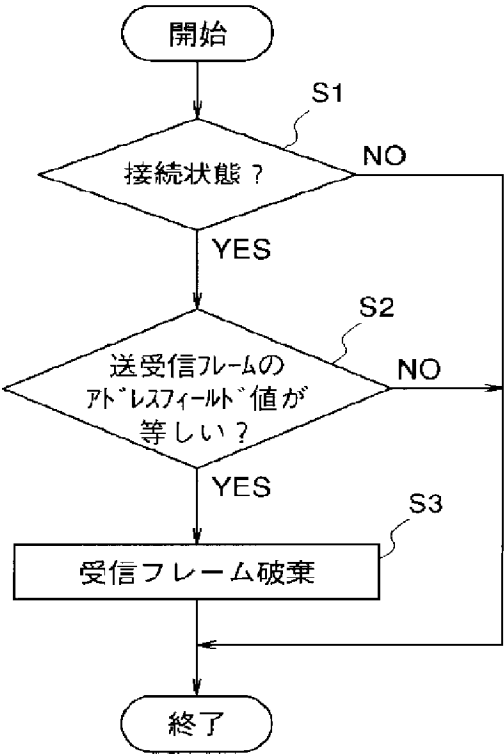 開始
S1
接続状態？
NO
YES
S2
送受信ﾌﾚｰﾑの
ｱﾄﾞﾚｽﾌｨｰﾙﾄﾞ値が
等しい？
NO
YES
S3
受信フレーム破棄
終了